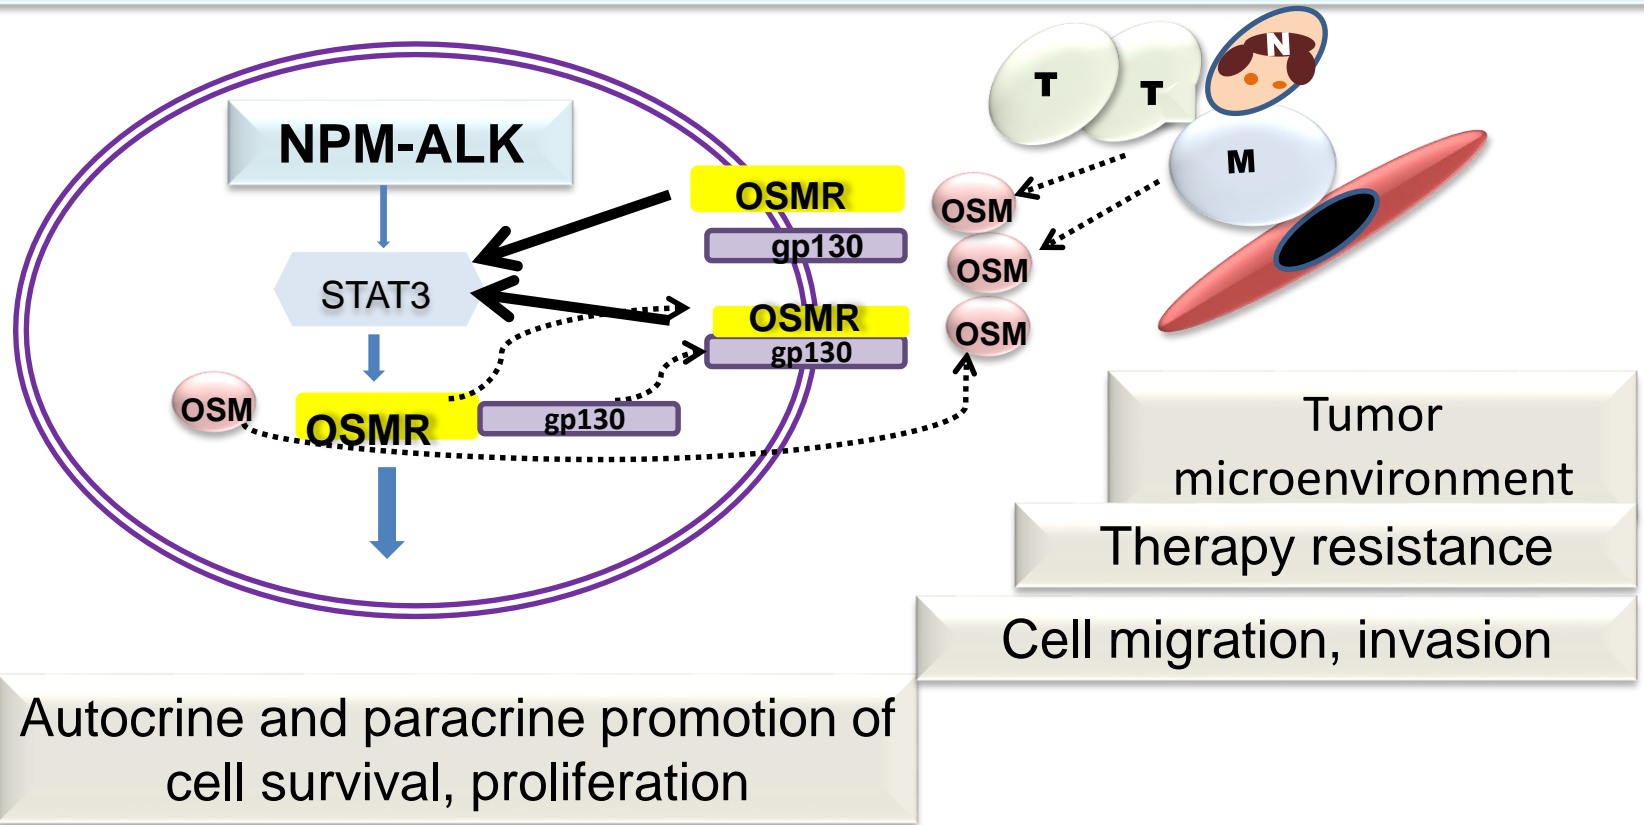 T
T
N
M
NPM-ALK
OSMR
gp130
OSM
OSM
OSM
STAT3
OSMR
gp130
OSM
OSMR
gp130
Tumor
microenvironment
Therapy resistance
Cell migration, invasion
Autocrine and paracrine promotion of
cell survival, proliferation